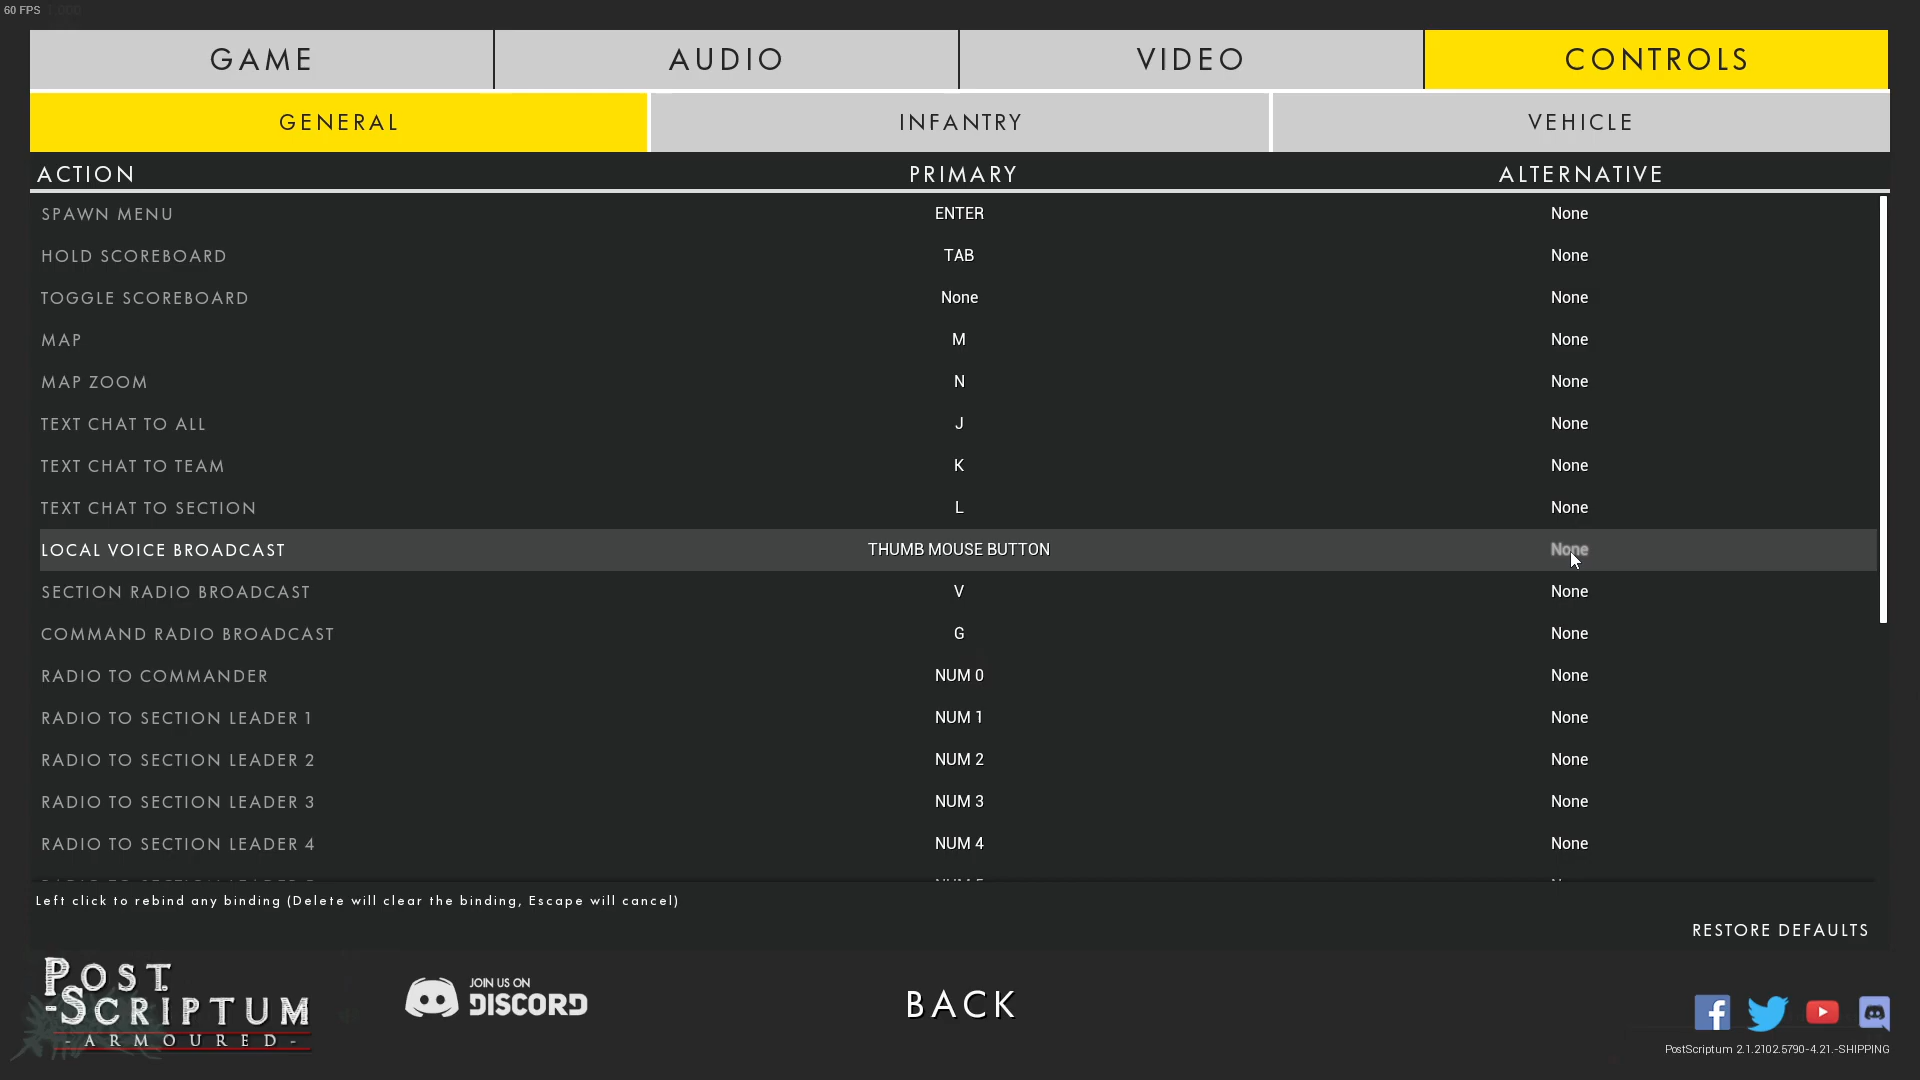 60 FPS
GAME AUDIO VIDEO CONTROLS
GENERAL INFANTRY VEHICLE
ACTION PRIMARY ALTERNATIVE
SPAWN MENU ENTER None
HOLD SCOREBOARD TAB None
TOGGLE SCOREBOARD None None
MAP M None
MAP ZOOM N None
TEXT CHAT TO ALL J None
TEXT CHAT TO TEAM K None
TEXT CHAT TO SECTION L None
LOCAL VOICE BROADCAST THUMB MOUSE BUTTON None
SECTION RADIO BROADCAST V None
COMMAND RADIO BROADCAST G None
RADIO TO COMMANDER NUM 0 None
RADIO TO SECTION LEADER 1 NUM 1 None
RADIO TO SECTION LEADER 2 NUM 2 None
RADIO TO SECTION LEADER 3 NUM 3 None
RADIO TO SECTION LEADER 4 NUM 4 None
Left click to rebind any binding (Delete will clear the binding, Escape will cancel)
RESTORE DEFAULTS
POST
-SCRIPTUM
-ARMOURED-
JOIN US ON
DISCORD
BACK
PostScriptum 2.1.2102.5790-4.21.-SHIPPING